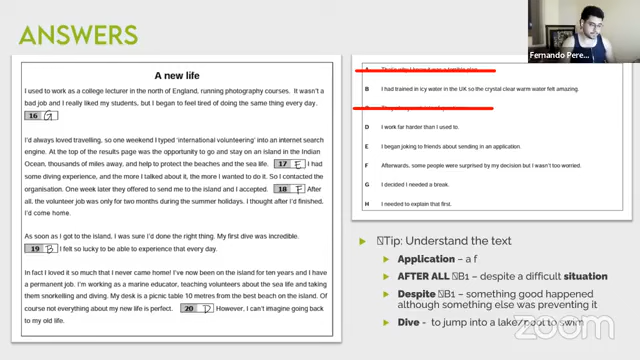 ANSWERS
Fernando Pere...
A new life
I used to work as a college lecturer in the north of England, running photography courses. It wasn't a
bad job and I really liked my students, but I began to feel tired of doing the same thing every day.
16 G
I'd always loved travelling, so one weekend I typed 'international volunteering' into an internet search
engine. At the top of the results page was the opportunity to go and stay on an island in the Indian
Ocean, thousands of miles away, and help to protect the beaches and the sea life. 17 E I had
some diving experience, and the more I talked about it, the more I wanted to do it. So I contacted the
organisation. One week later they offered to send me to the island and I accepted. 18 F After
all, the volunteer job was only for two months during the summer holidays. I thought after I'd finished,
I'd come home.
As soon as I got to the island, I was sure I'd done the right thing. My first dive was incredible.
19 B I felt so lucky to be able to experience that every day.
In fact I loved it so much that I never came home! I've now been on the island for ten years and I have
a permanent job. I'm working as a marine educator, teaching volunteers about the sea life and taking
them snorkelling and diving. My desk is a picnic table 10 metres from the best beach on the island. Of
course not everything about my new life is perfect. 20 D However, I can't imagine going back
to my old life.
A
B I had trained in icy water in the UK so the crystal clear warm water felt amazing.
D I work far harder than I used to.
E I began joking to friends about sending in an application.
F Afterwards, some people were surprised by my decision but I wasn't too worried.
G I decided I needed a break.
H I needed to explain that first.
Tip: Understand the text
Application – a f
AFTER ALL B1 – despite a difficult situation
Despite B1 – something good happened
although something else was preventing it
Dive - to jump into a lake/pool to swim
zoom